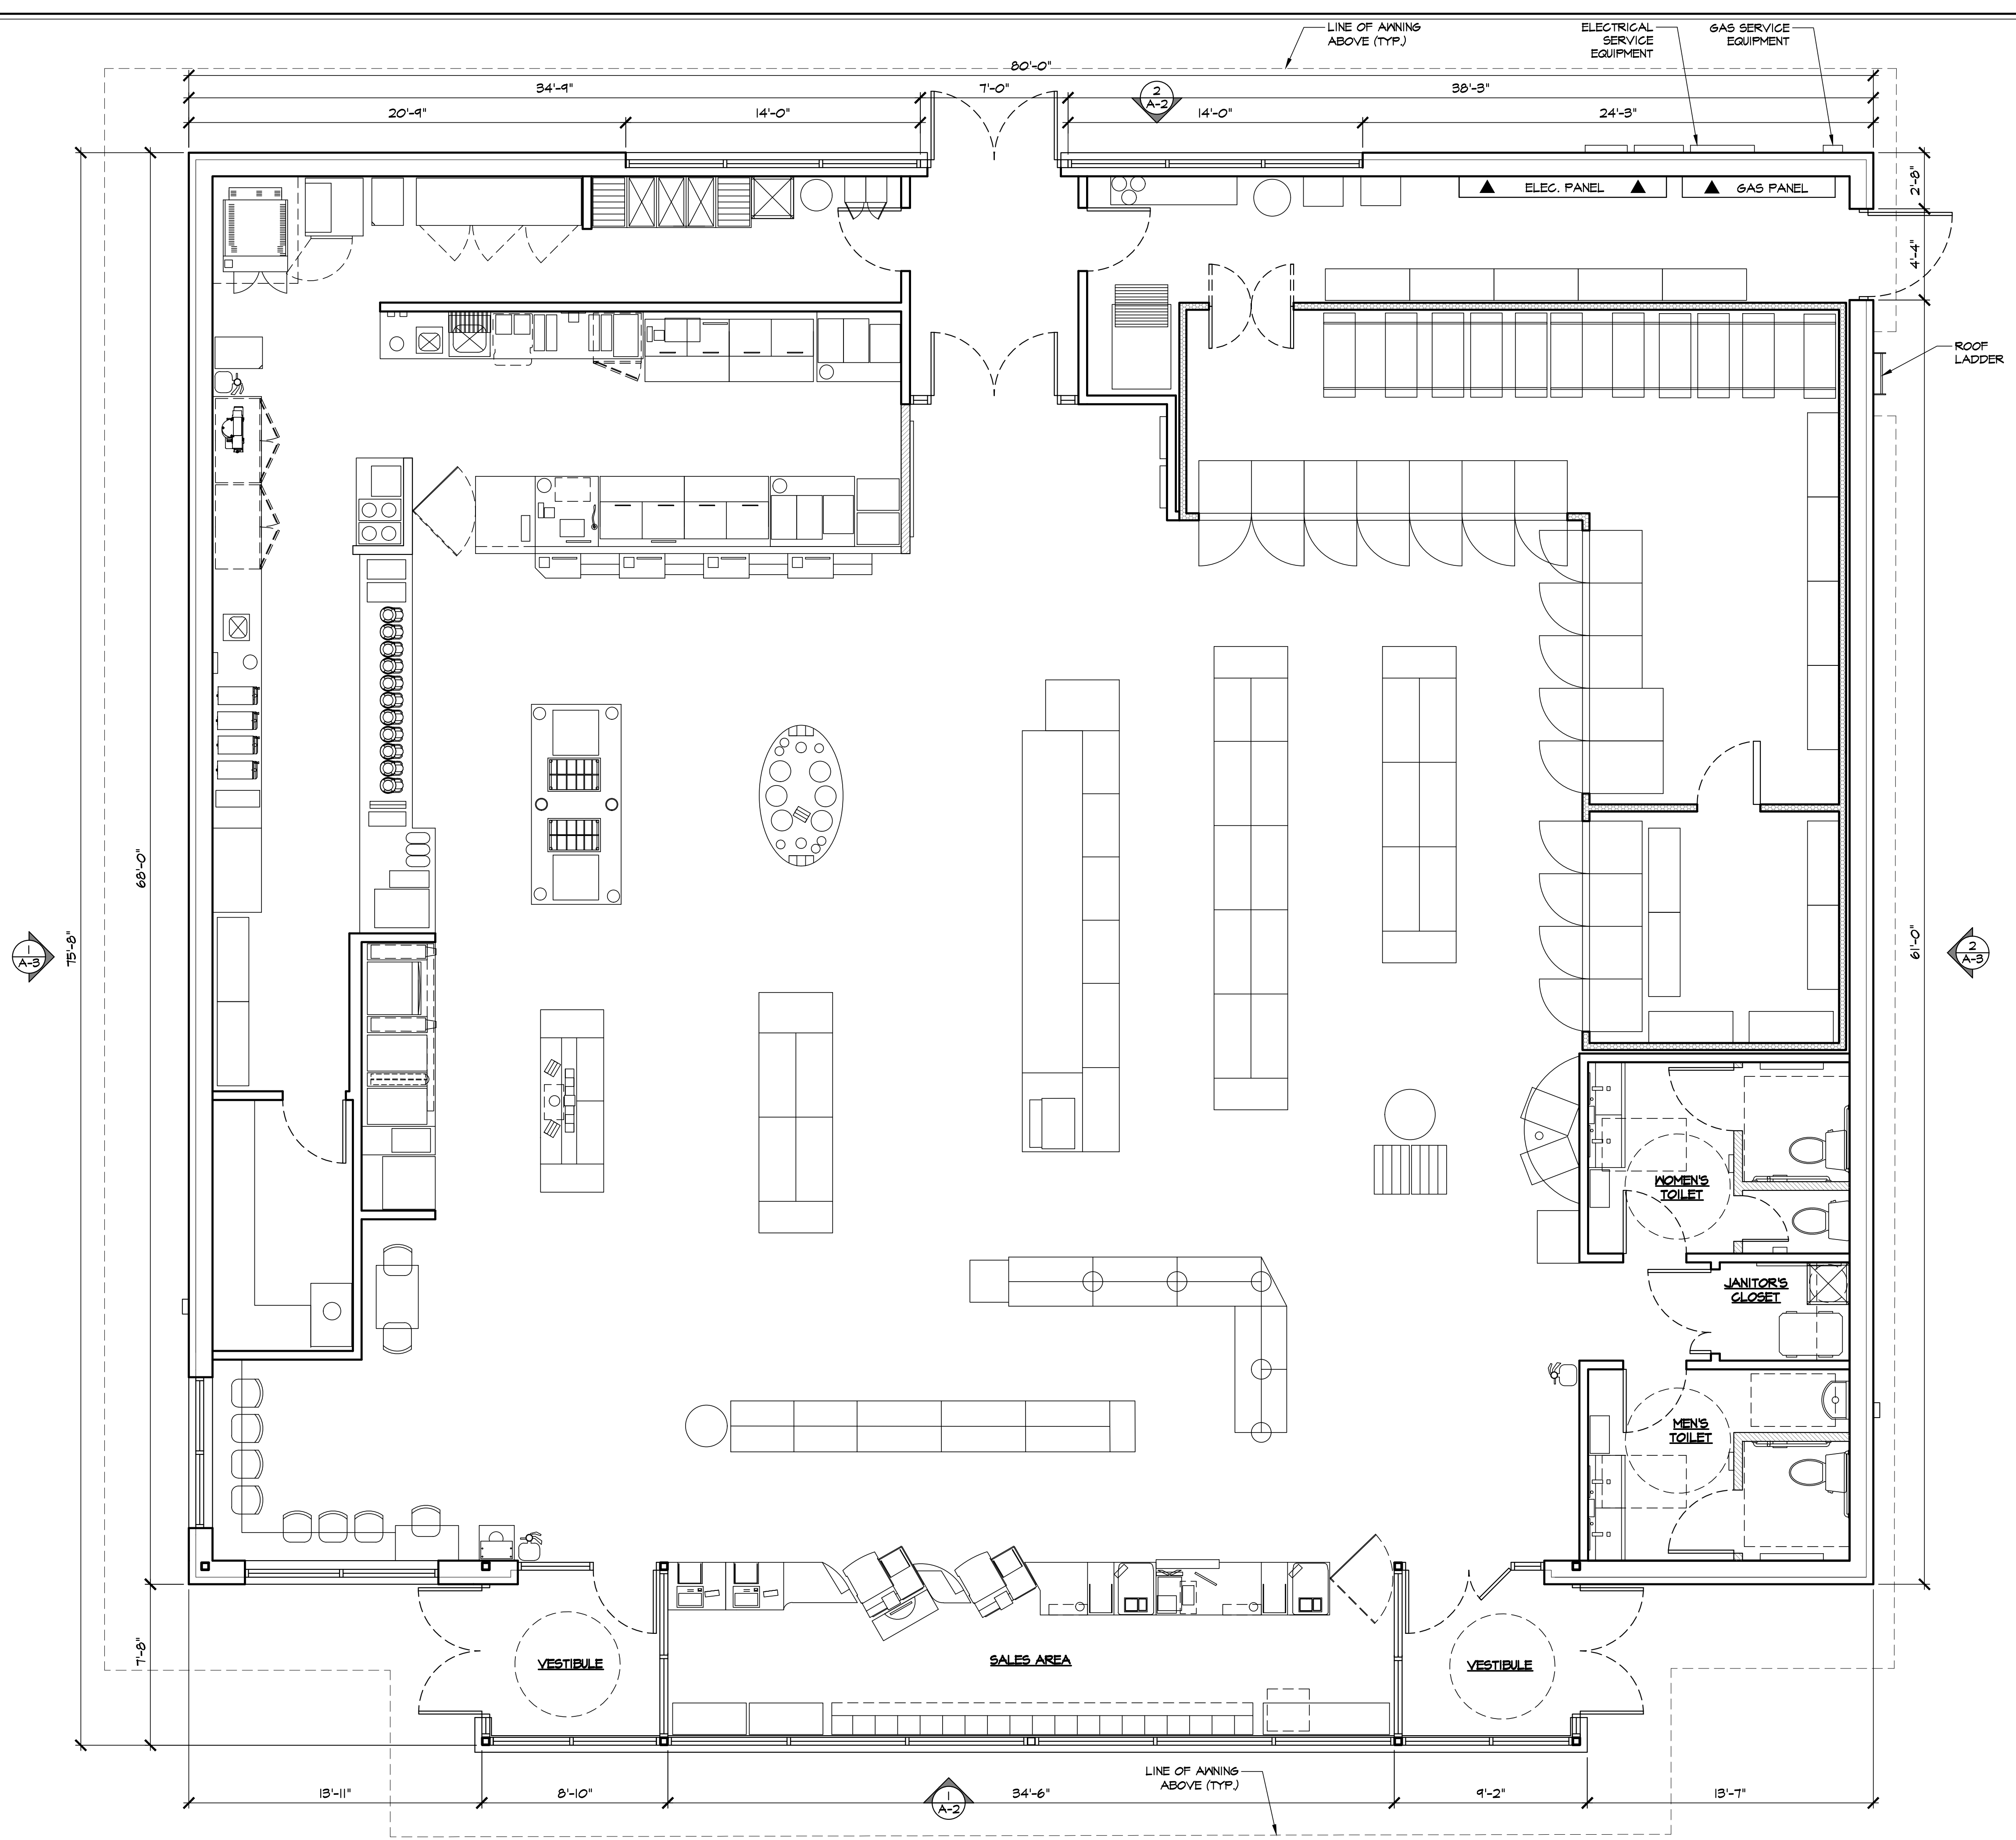 LINE OF AWNING
ABOVE (TYP.)
ELECTRICAL
SERVICE
EQUIPMENT
GAS SERVICE
EQUIPMENT
80'-0"
34'-9"
7'-0"
38'-3"
2
A-2
20'-9"
14'-0"
14'-0"
24'-3"
ELEC. PANEL
GAS PANEL
2'-8"
4'-4"
ROOF
LADDER
68'-0"
75'-8"
1
A-3
61'-0"
2
A-3
WOMEN'S
TOILET
JANITOR'S
CLOSET
MEN'S
TOILET
7'-8"
VESTIBULE
SALES AREA
VESTIBULE
LINE OF AWNING
ABOVE (TYP.)
13'-11"
8'-10"
1
A-2
34'-6"
9'-2"
13'-7"